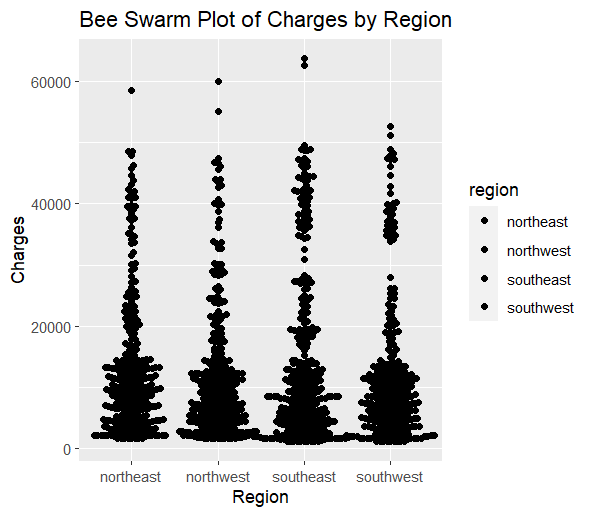 Bee Swarm Plot of Charges by Region
60000
40000
20000
0
Charges
northeast northwest southeast southwest
Region
region
northeast
northwest
southeast
southwest